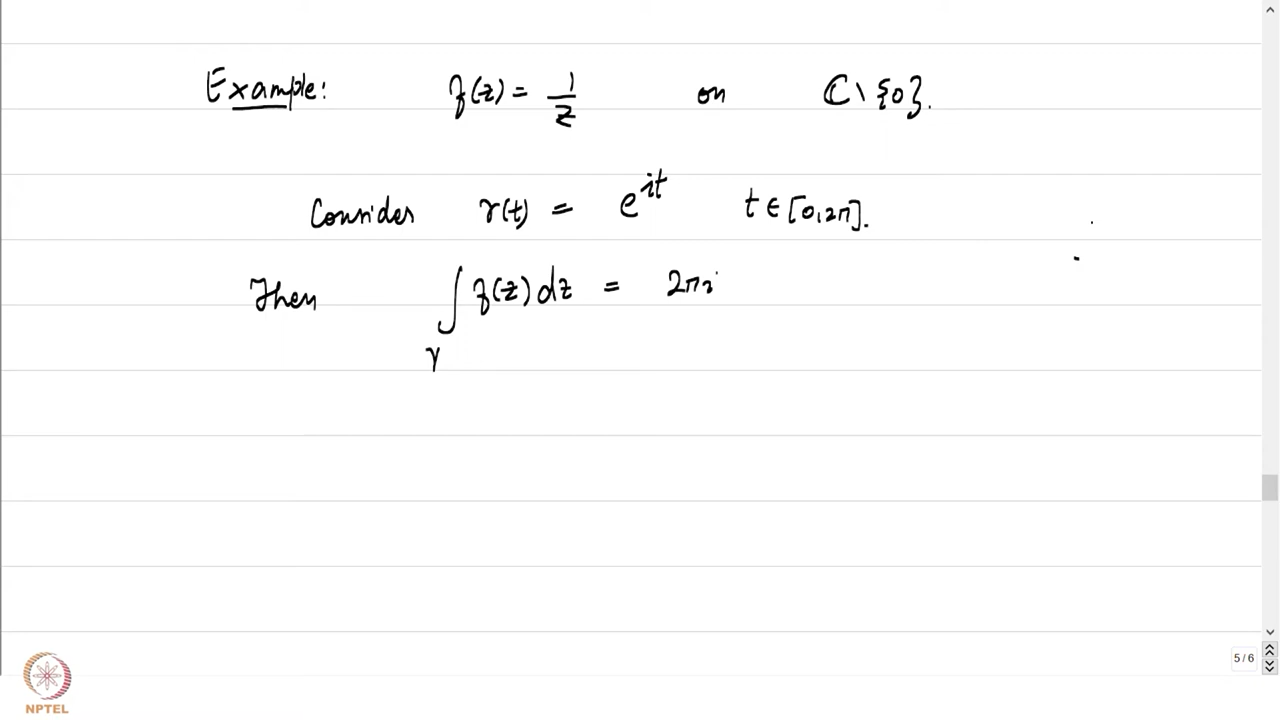 Example: f(z) = 1/z on ℂ \ {0}.
Consider γ(t) = e^{it} t ∈ [0, 2π].
Then ∫_γ f(z) dz = 2πi
5 / 6
NPTEL